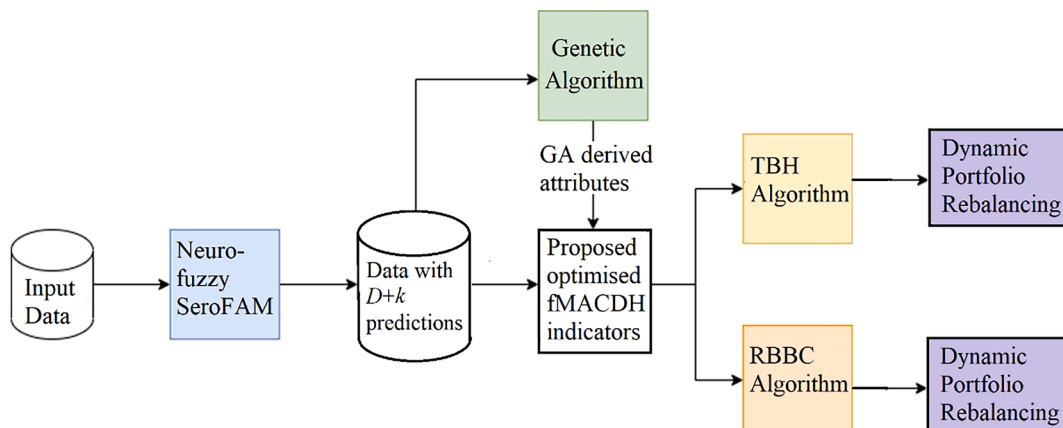 Input
Data
Neuro-
fuzzy
SeroFAM
Data with
D+k
predictions
Genetic
Algorithm
GA derived
attributes
Proposed
optimised
fMACDH
indicators
TBH
Algorithm
Dynamic
Portfolio
Rebalancing
RBBC
Algorithm
Dynamic
Portfolio
Rebalancing